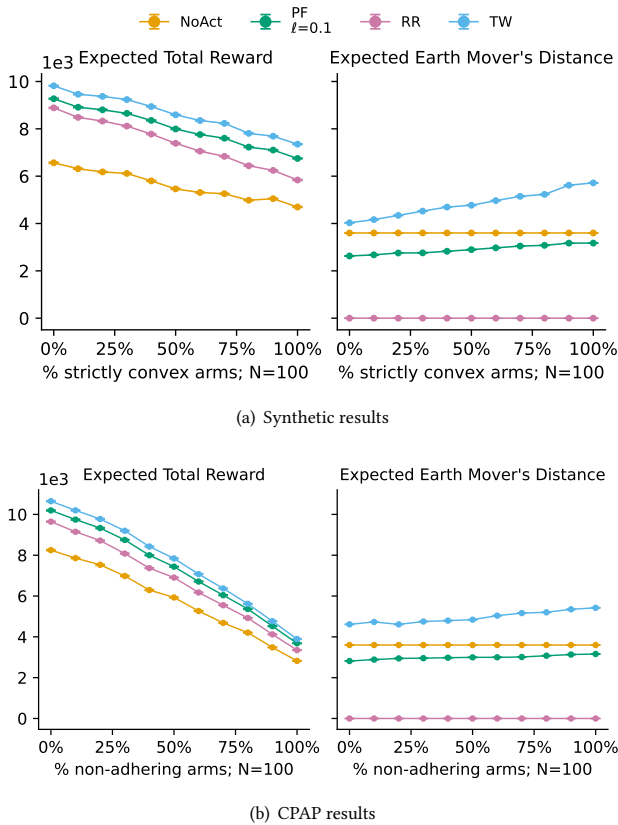 NoAct PF ℓ=0.1 RR TW
1e3 Expected Total Reward Expected Earth Mover's Distance
10
8
6
4
2
0
0% 25% 50% 75% 100% 0% 25% 50% 75% 100%
% strictly convex arms; N=100 % strictly convex arms; N=100
(a) Synthetic results
1e3 Expected Total Reward Expected Earth Mover's Distance
10
8
6
4
2
0
0% 25% 50% 75% 100% 0% 25% 50% 75% 100%
% non-adhering arms; N=100 % non-adhering arms; N=100
(b) CPAP results